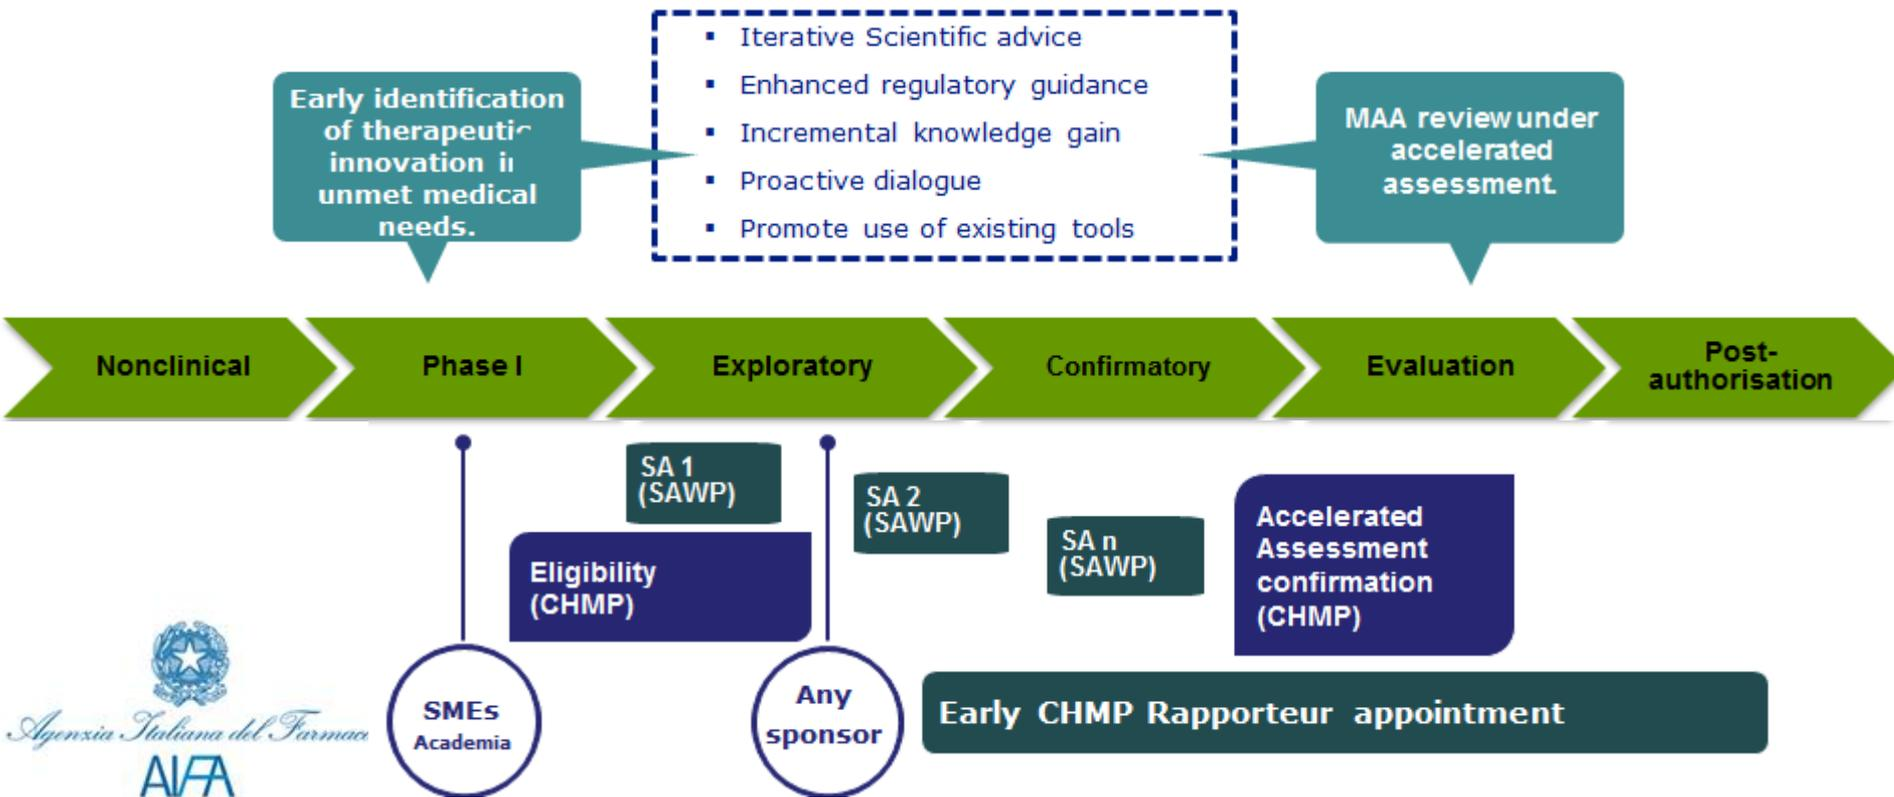 Iterative Scientific advice
Enhanced regulatory guidance
Incremental knowledge gain
Proactive dialogue
Promote use of existing tools
Early identification
of therapeutic
innovation in
unmet medical
needs.
MAA review under
accelerated
assessment.
Nonclinical
Phase I
Exploratory
Confirmatory
Evaluation
Post-
authorisation
SA 1
(SAWP)
SA 2
(SAWP)
SA n
(SAWP)
Eligibility
(CHMP)
Accelerated
Assessment
confirmation
(CHMP)
SMEs
Academia
Any
sponsor
Early CHMP Rapporteur appointment
Agenzia Italiana del Farmaco
AIFA